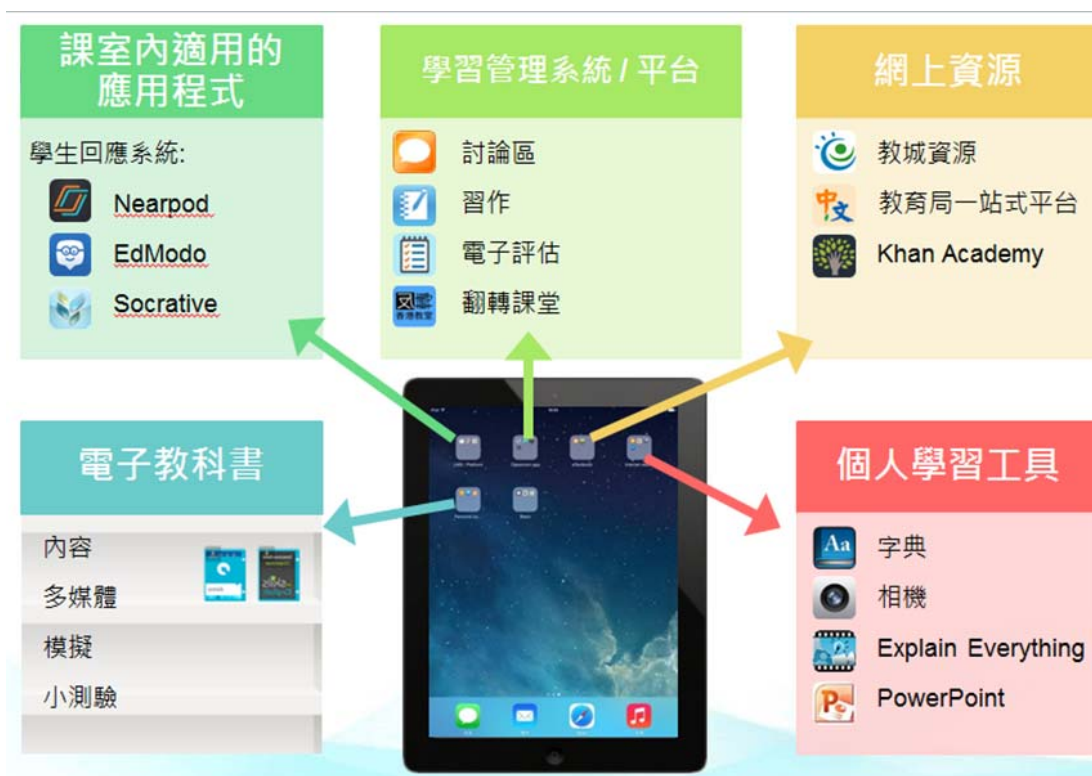 課室內適用的
應用程式
學生回應系統:
Nearpod
EdModo
Socrative
學習管理系統 / 平台
討論區
習作
電子評估
翻轉課堂
網上資源
教城資源
中文
教育局一站式平台
Khan Academy
電子教科書
內容
多媒體
模擬
小測驗
個人學習工具
Aa
字典
相機
Explain Everything
P
PowerPoint